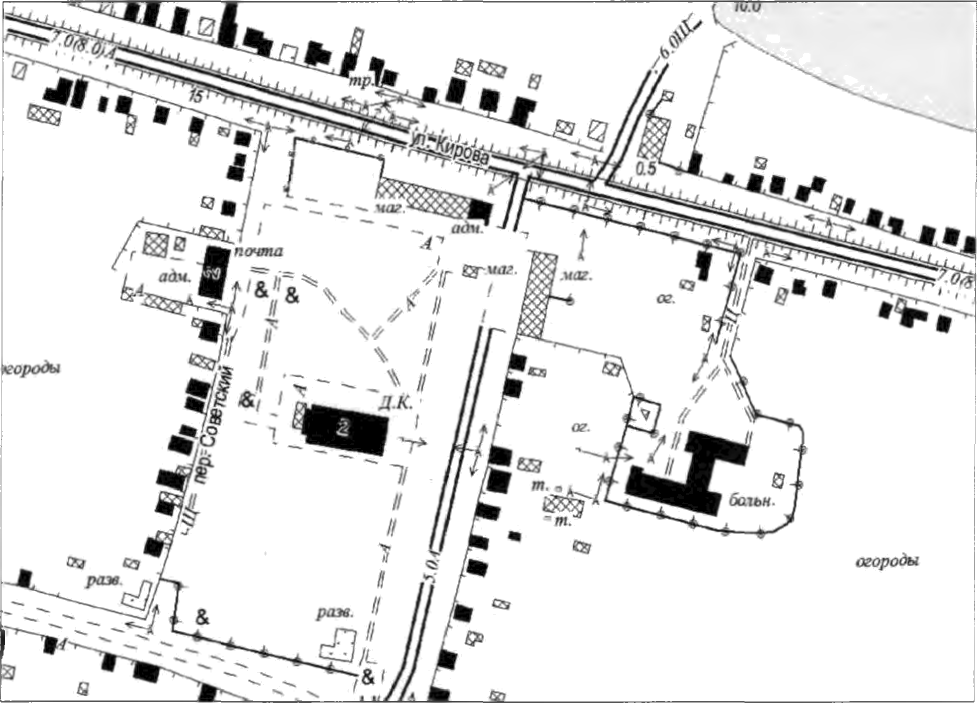 10.0
6.0Щ
7.0(8.0)А
тр.
15
ул. Кирова
0.5
маг.
адм.
А
почта
2
адм.
А
маг.
маг.
ог.
7.0(8
Щ
&
&
А
огороды
А
&
Д.К.
2
пер. Советский
Щ
ог.
т.
т.
больн.
огороды
А
5.0А
разв.
разв.
&
&
А
А